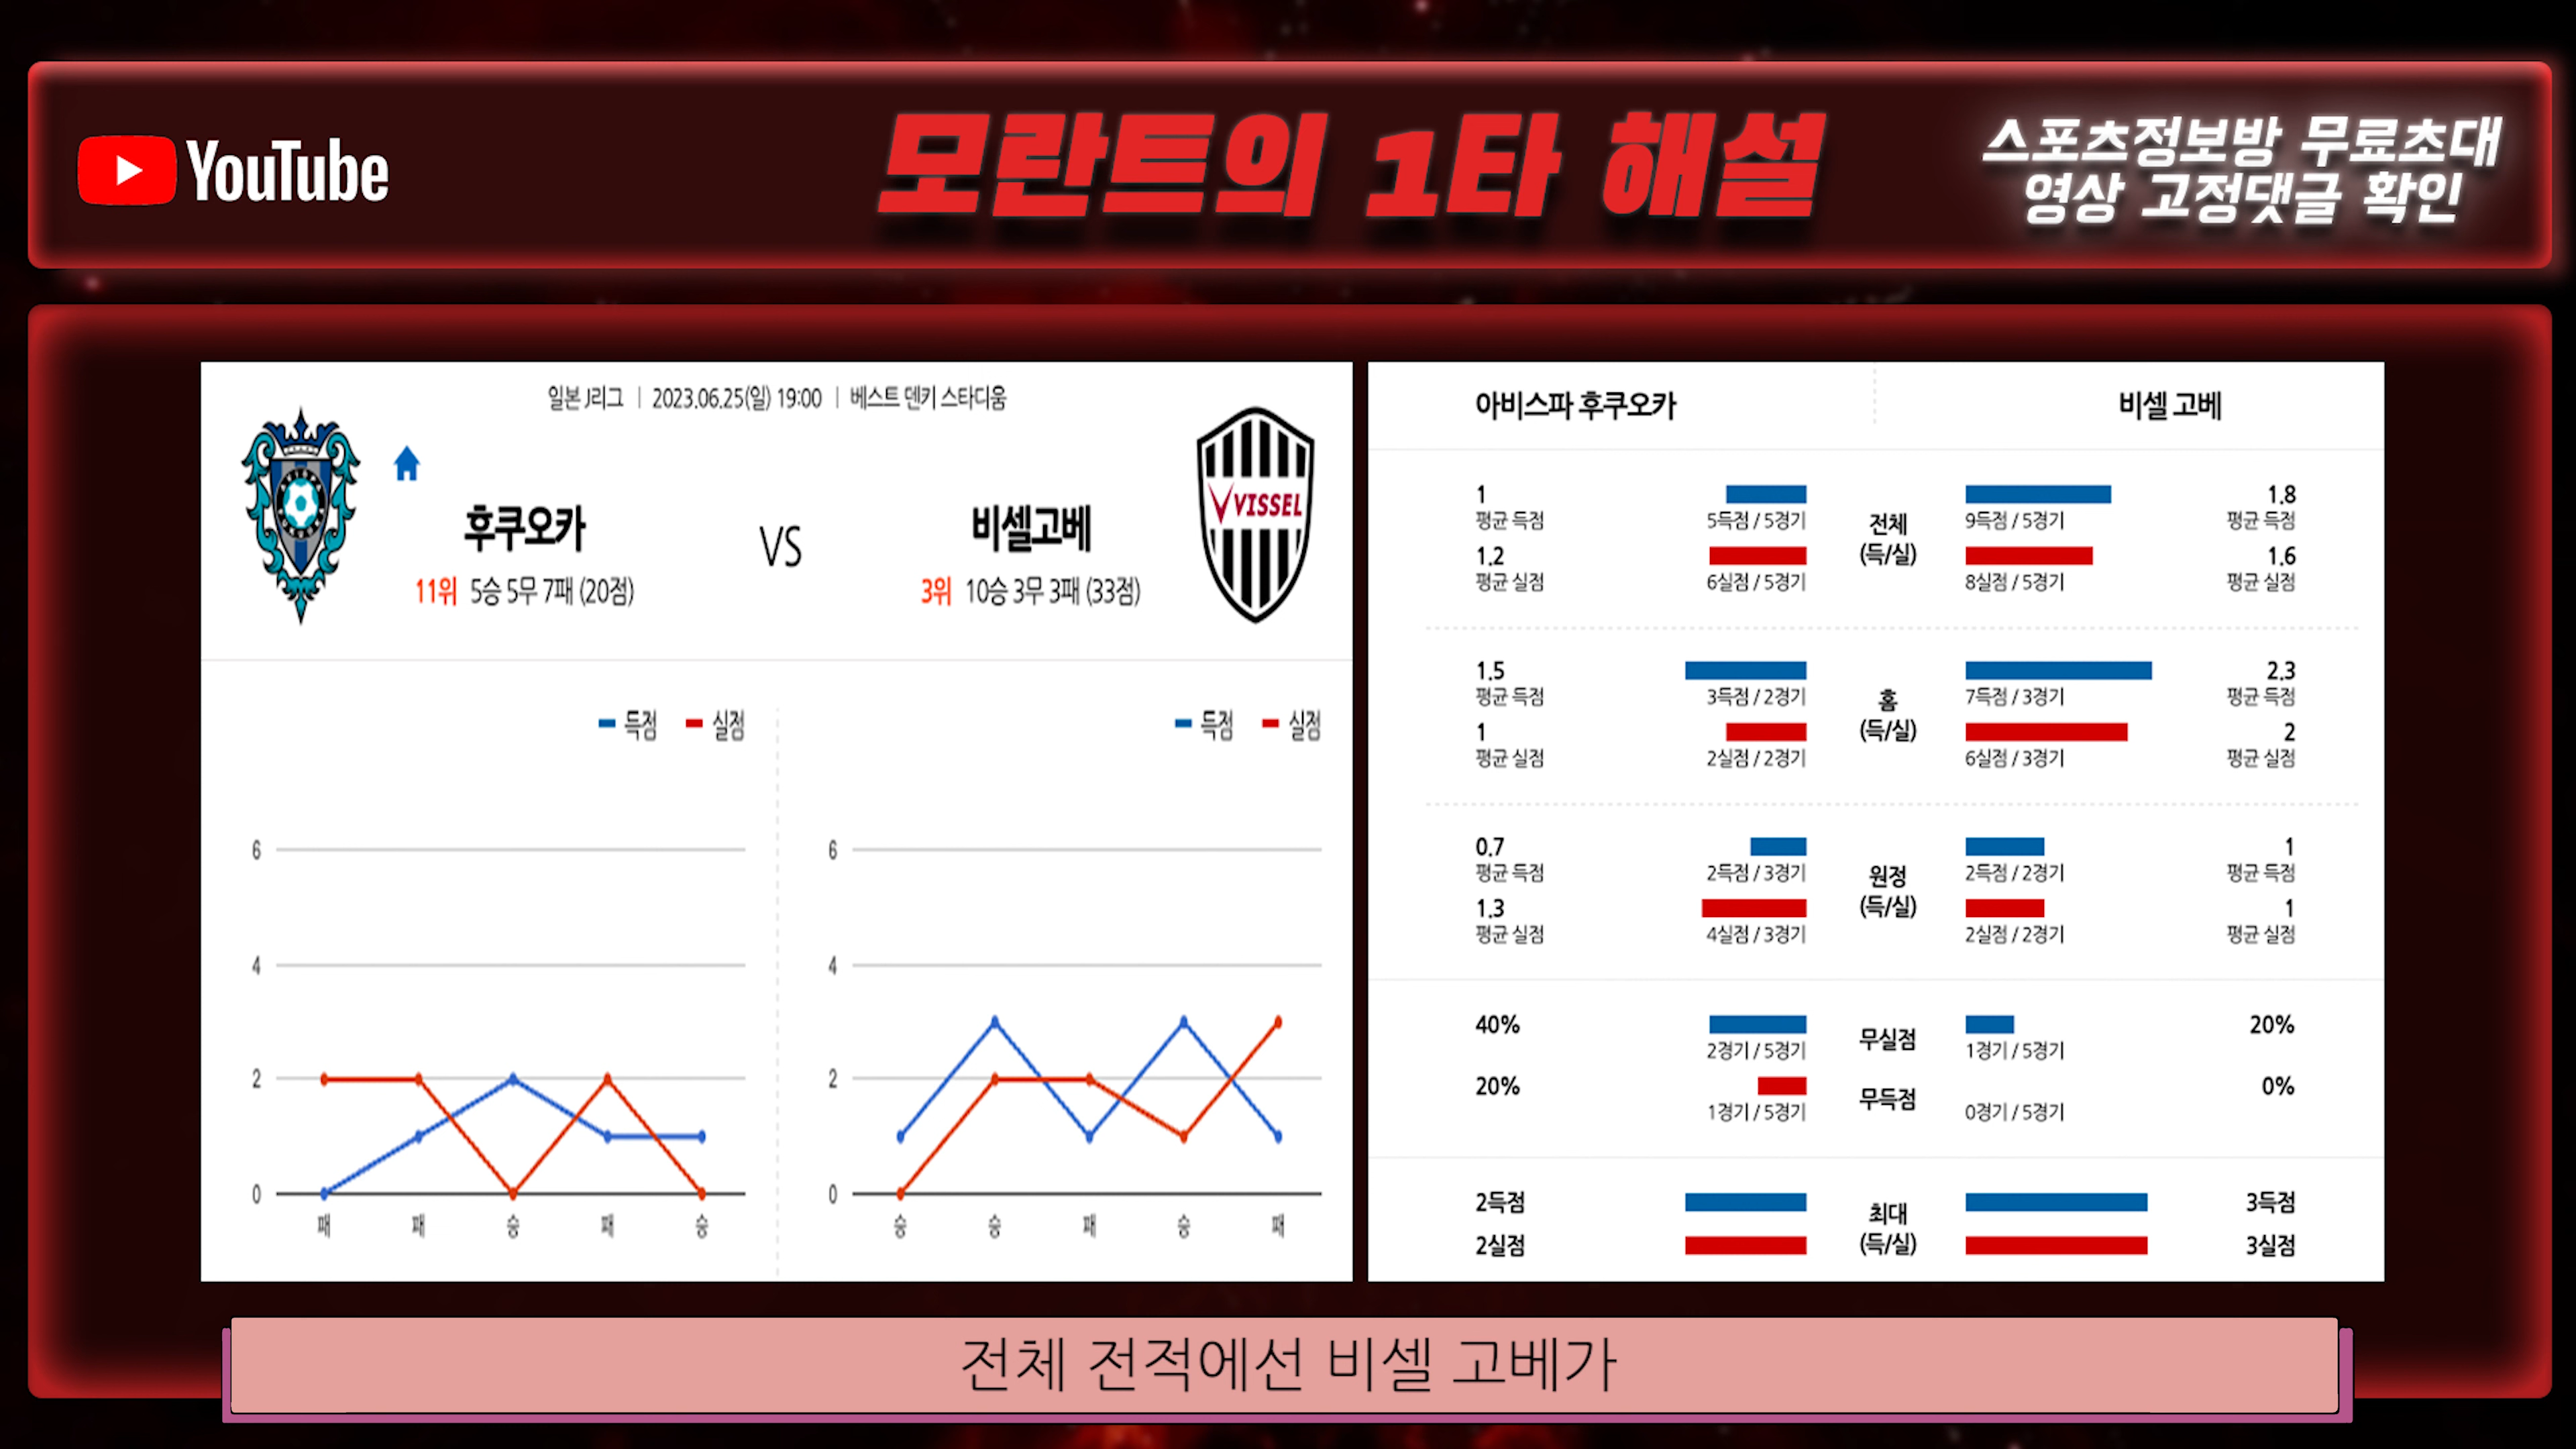 YouTube
모란트의 1타 해설
스포츠정보방 무료초대
영상 고정댓글 확인
일본 J리그 | 2023.06.25(일) 19:00 | 베스트 덴키 스타디움
후쿠오카
VS
비셀고베
VISSEL
11위 5승 5무 7패 (20점)
3위 10승 3무 3패 (33점)
득점 실점
득점 실점
6
4
2
0
패 패 승 패 승
6
4
2
0
승 승 패 승 패
아비스파 후쿠오카
비셀 고베
1
평균 득점
5득점 / 5경기
1.2
평균 실점
6실점 / 5경기
전체
(득/실)
9득점 / 5경기
1.8
평균 득점
8실점 / 5경기
1.6
평균 실점
1.5
평균 득점
3득점 / 2경기
1
평균 실점
2실점 / 2경기
홈
(득/실)
7득점 / 3경기
2.3
평균 득점
6실점 / 3경기
2
평균 실점
0.7
평균 득점
2득점 / 3경기
1.3
평균 실점
4실점 / 3경기
원정
(득/실)
2득점 / 2경기
1
평균 득점
2실점 / 2경기
1
평균 실점
40%
2경기 / 5경기
무실점
1경기 / 5경기
20%
20%
1경기 / 5경기
무득점
0경기 / 5경기
0%
2득점
2실점
최대
(득/실)
3득점
3실점
전체 전적에선 비셀 고베가